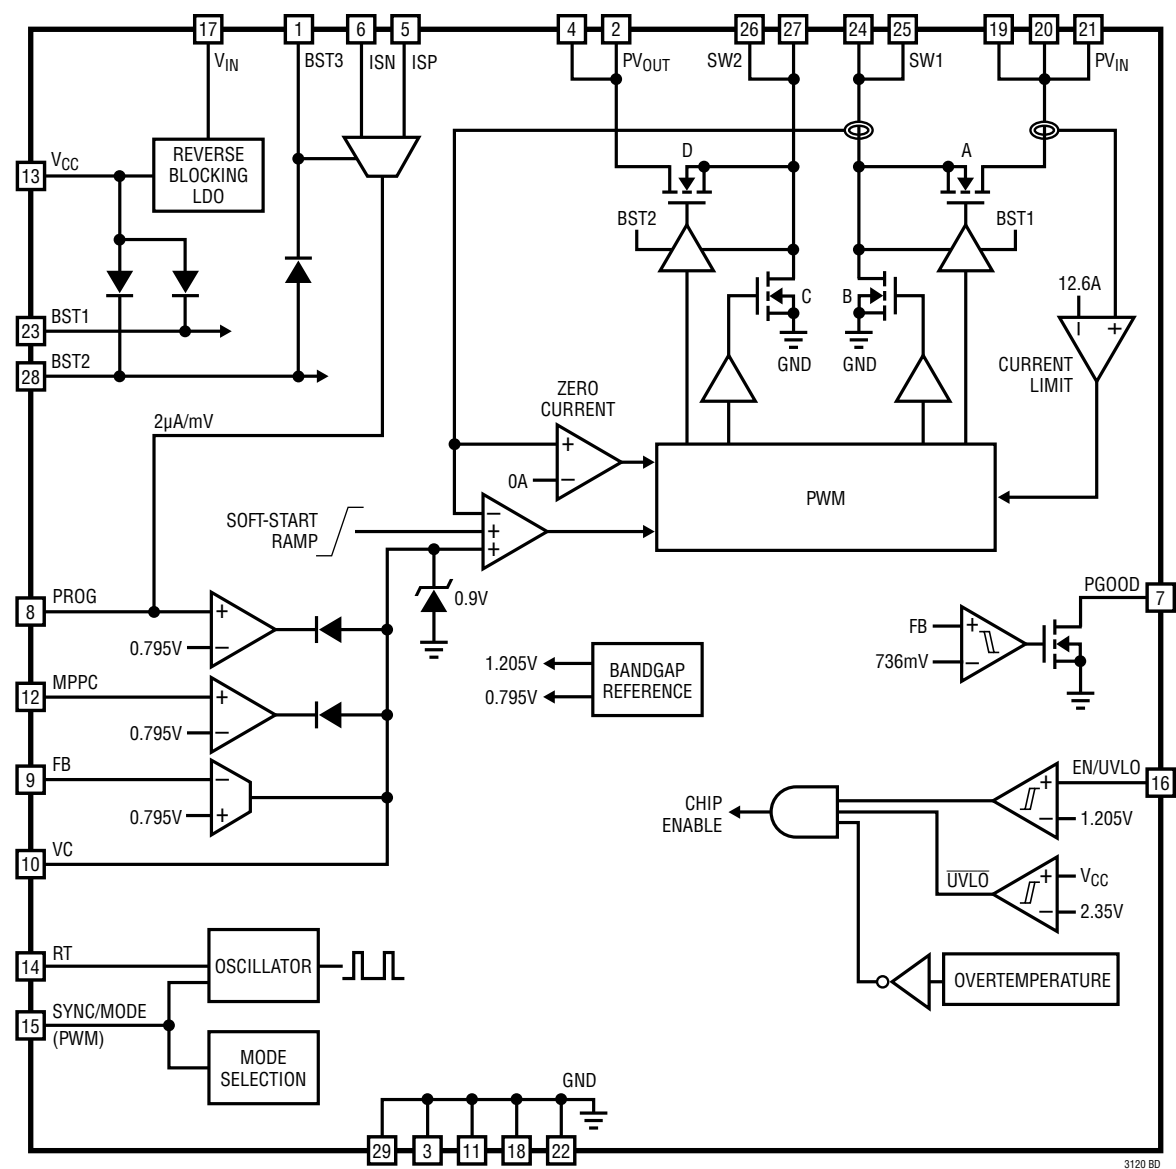 17
1
6
5
4
2
26
27
24
25
19
20
21
VIN
BST3
ISN
ISP
PVOUT
SW2
SW1
PVIN
13
VCC
REVERSE
BLOCKING
LDO
D
A
BST2
BST1
C
B
12.6A
23
BST1
28
BST2
GND
GND
–
+
CURRENT
LIMIT
ZERO
CURRENT
2µA/mV
+
–
0A
PWM
SOFT-START
RAMP
–
+
+
0.9V
8
PROG
+
–
0.795V
PGOOD
7
FB
736mV
+
–
1.205V
0.795V
BANDGAP
REFERENCE
12
MPPC
+
–
0.795V
9
FB
–
+
0.795V
10
VC
EN/UVLO
16
+
–
1.205V
CHIP
ENABLE
UVLO
+
–
VCC
2.35V
14
RT
OSCILLATOR
OVERTEMPERATURE
15
SYNC/MODE
(PWM)
MODE
SELECTION
GND
29
3
11
18
22
3120 BD